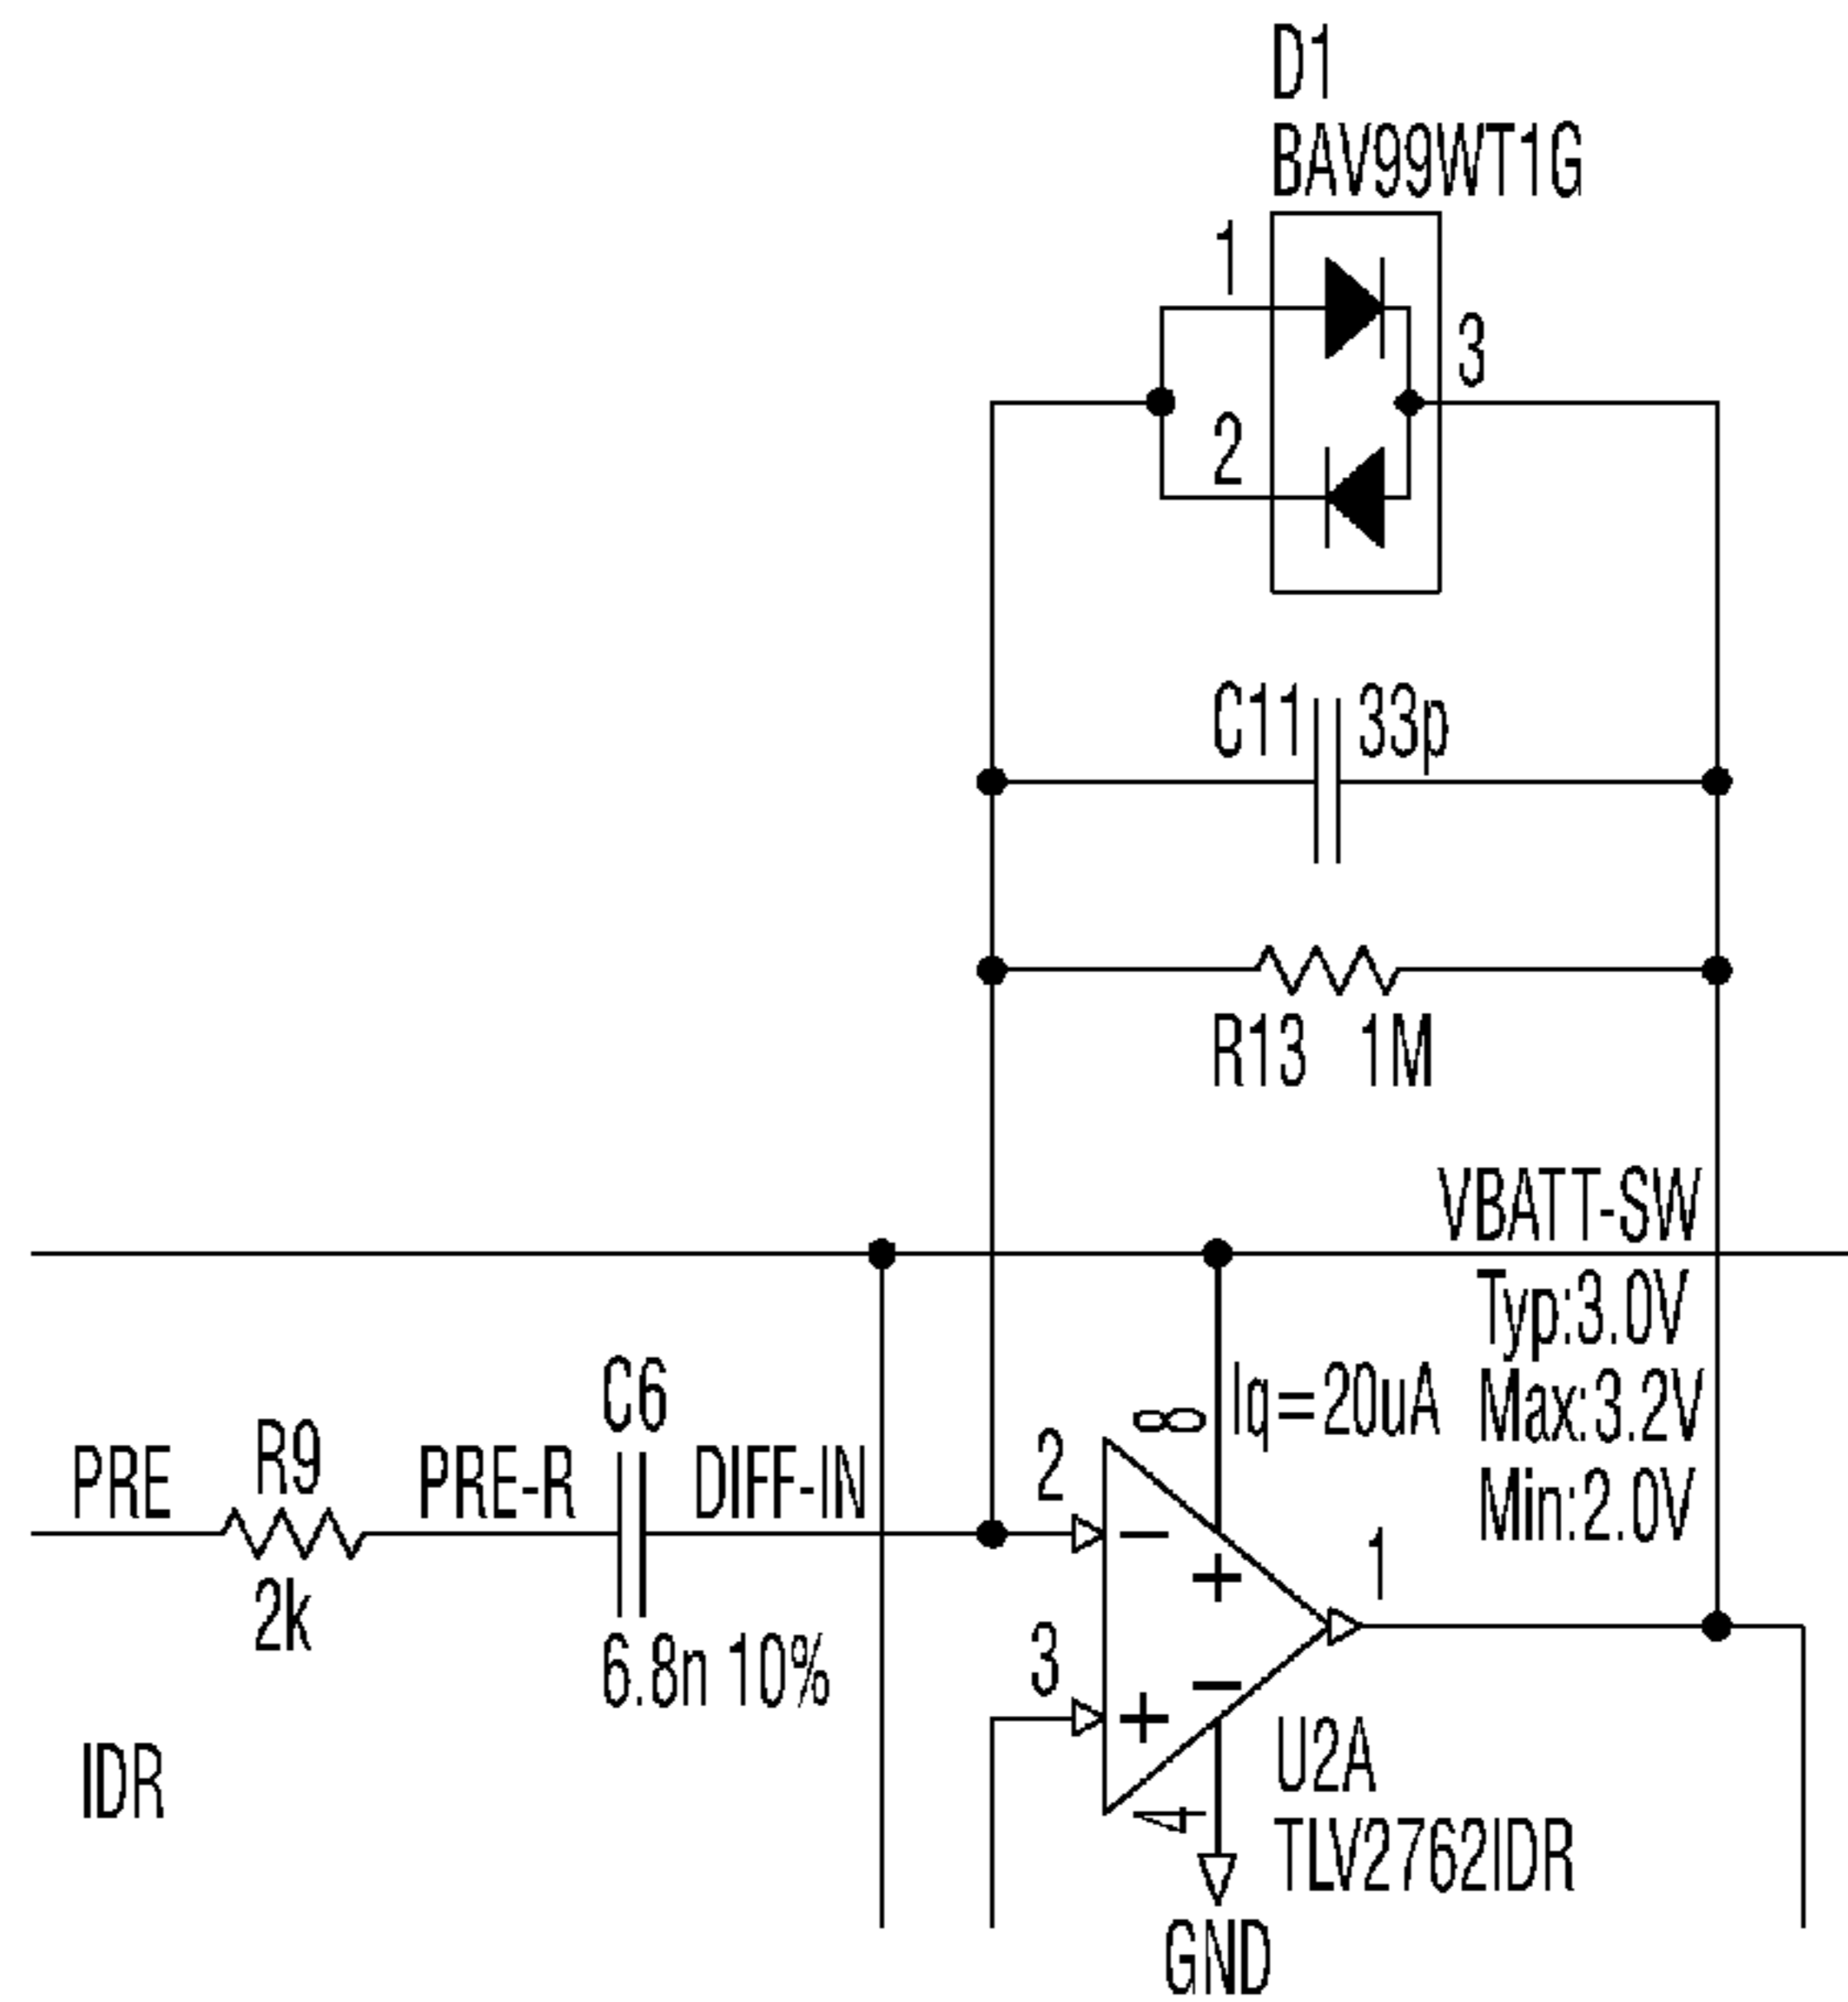 D1
BAV99WT1G
1
3
2
C11 33p
R13 1M
VBATT-SW
Typ:3.0V
Iq=20uA
Max:3.2V
Min:2.0V
8
C6
R9
PRE
PRE-R
DIFF-IN
2
1
2k
6.8n 10%
3
IDR
U2A
TLV2762IDR
4
GND